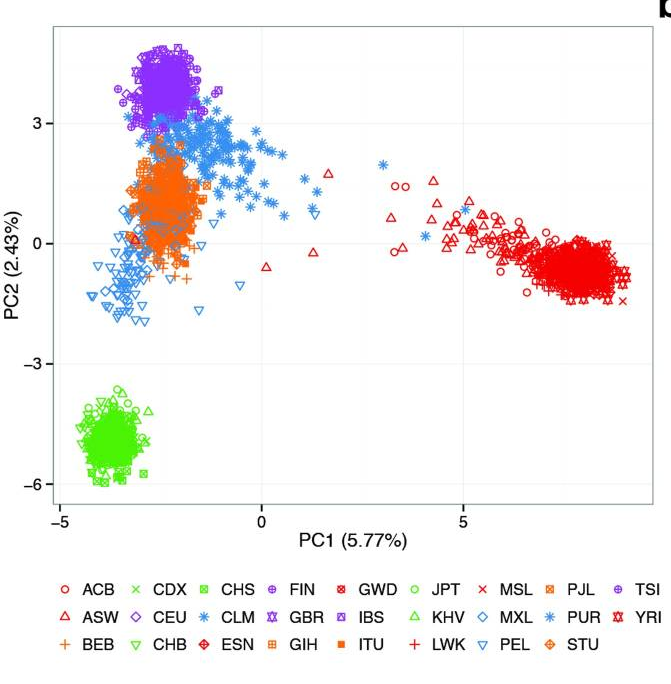 b
3
0
−3
−6
PC2 (2.43%)
−5 0 5
PC1 (5.77%)
ACB CDX CHS FIN GWD JPT MSL PJL TSI
ASW CEU CLM GBR IBS KHV MXL PUR YRI
BEB CHB ESN GIH ITU LWK PEL STU